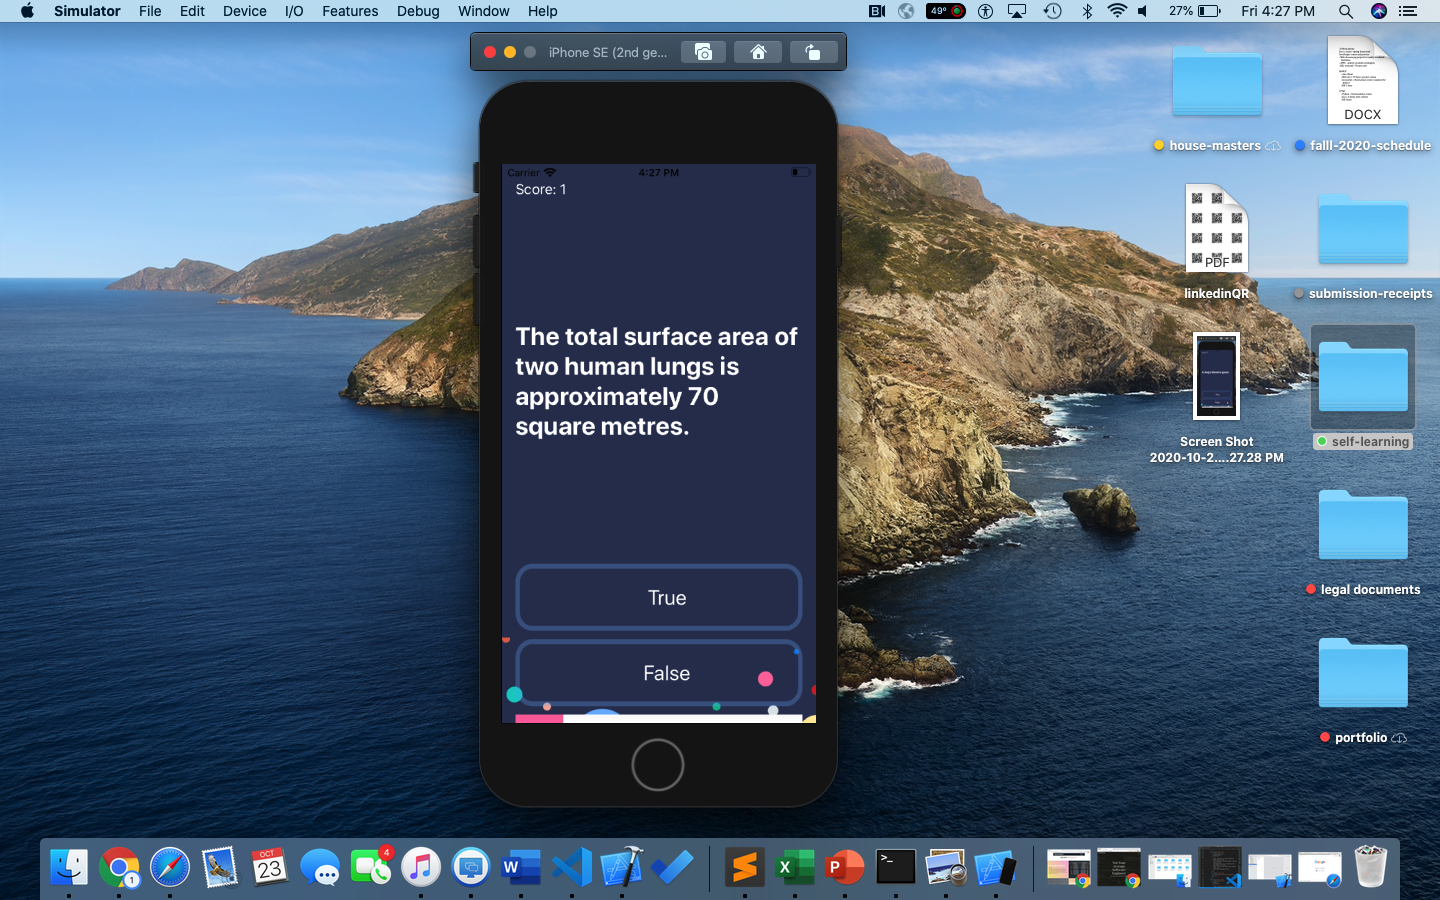 Simulator File Edit Device I/O Features Debug Window Help
49° 27% Fri 4:27 PM
iPhone SE (2nd ge...
Carrier 4:27 PM
Score: 1
The total surface area of
two human lungs is
approximately 70
square metres.
True
False
DOCX
house-masters
falll-2020-schedule
PDF
linkedinQR
submission-receipts
Screen Shot
2020-10-2....27.28 PM
self-learning
legal documents
portfolio
1
OCT
23
4
W
S
X
P
>_